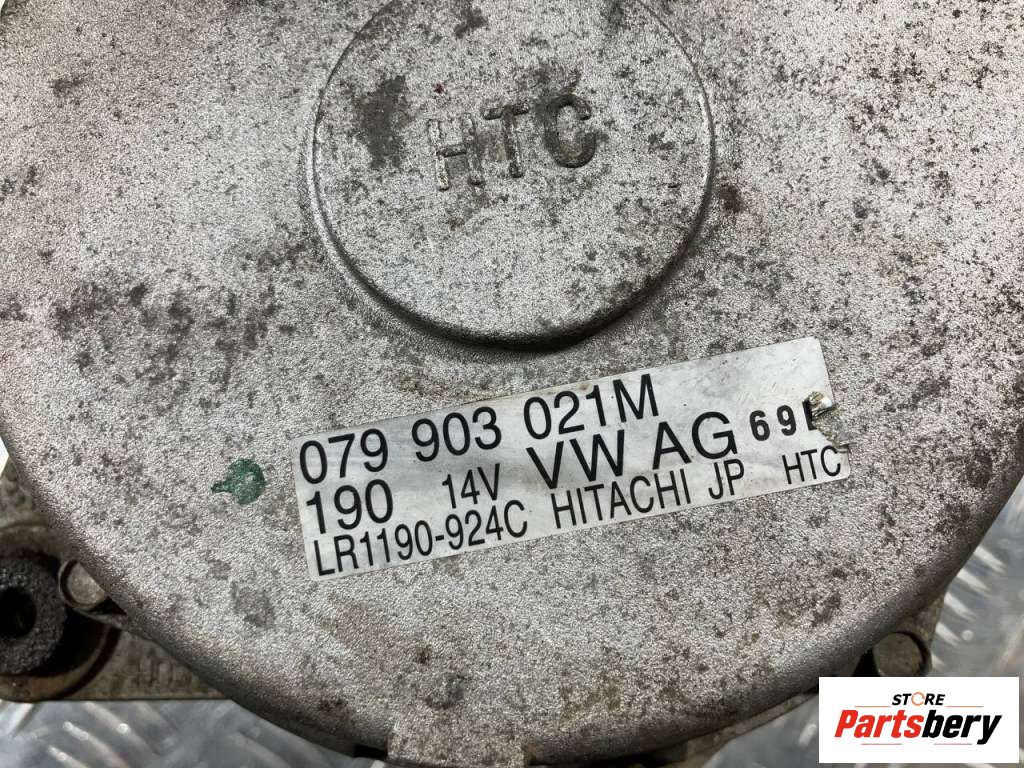 HTC
079 903 021M
190 14V VW AG 69
LR1190-924C HITACHI JP HTC
STORE
Partsbery